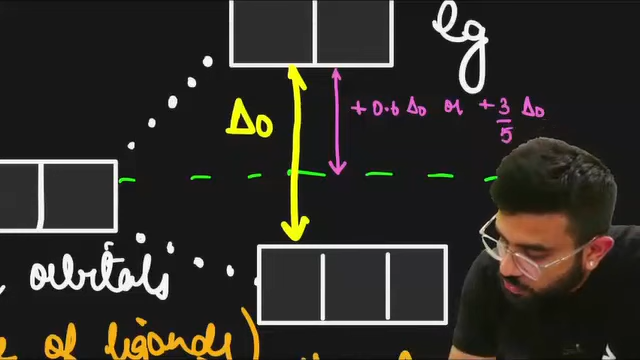 eg
Δo
+ 0.6 Δo or + 3/5 Δo
orbitals
of ligands)